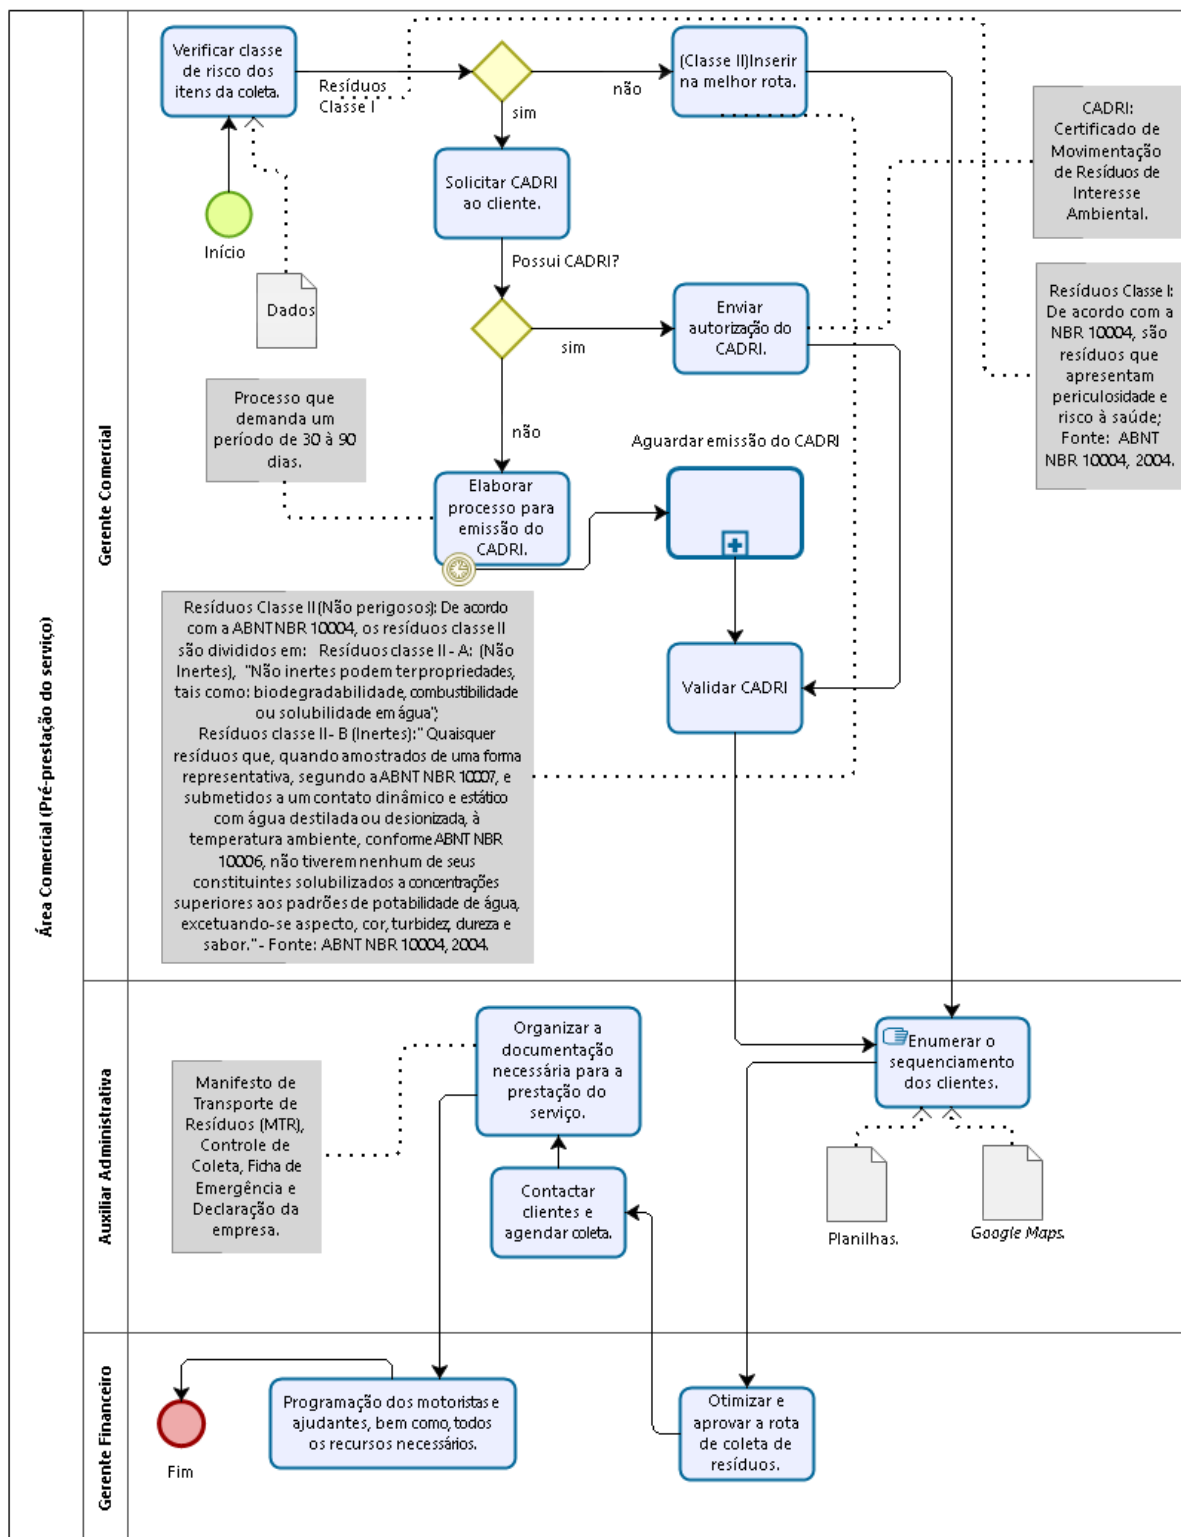 Área Comercial (Pré-prestação do serviço)
Gerente Comercial
Verificar classe
de risco dos
itens da coleta.
Resíduos
Classe I
não
sim
(Classe II)Inserir
na melhor rota.
CADRI:
Certificado de
Movimentação
de Resíduos de
Interesse
Ambiental.
Início
Dados
Solicitar CADRI
ao cliente.
Possui CADRI?
sim
não
Enviar
autorização do
CADRI.
Resíduos Classe I:
De acordo com a
NBR 10004, são
resíduos que
apresentam
periculosidade e
risco à saúde;
Fonte: ABNT
NBR 10004, 2004.
Processo que
demanda um
período de 30 à 90
dias.
Elaborar
processo para
emissão do
CADRI.
Aguardar emissão do CADRI
Validar CADRI
Resíduos Classe II (Não perigosos): De acordo
com a ABNT NBR 10004, os resíduos classe II
são divididos em: Resíduos classe II - A: (Não
Inertes), "Não inertes podem ter propriedades,
tais como: biodegradabilidade, combustibilidade
ou solubilidade em água";
Resíduos classe II - B (Inertes):" Quaisquer
resíduos que, quando amostrados de uma forma
representativa, segundo a ABNT NBR 10007, e
submetidos a um contato dinâmico e estático
com água destilada ou desionizada, à
temperatura ambiente, conforme ABNT NBR
10006, não tiverem nenhum de seus
constituintes solubilizados a concentrações
superiores aos padrões de potabilidade de água,
excetuando-se aspecto, cor, turbidez, dureza e
sabor." - Fonte: ABNT NBR 10004, 2004.
Auxiliar Administrativa
Manifesto de
Transporte de
Resíduos (MTR),
Controle de
Coleta, Ficha de
Emergência e
Declaração da
empresa.
Organizar a
documentação
necessária para a
prestação do
serviço.
Contactar
clientes e
agendar coleta.
Enumerar o
sequenciamento
dos clientes.
Planilhas.
Google Maps.
Gerente Financeiro
Fim
Programação dos motoristas e
ajudantes, bem como, todos
os recursos necessários.
Otimizar e
aprovar a rota
de coleta de
resíduos.